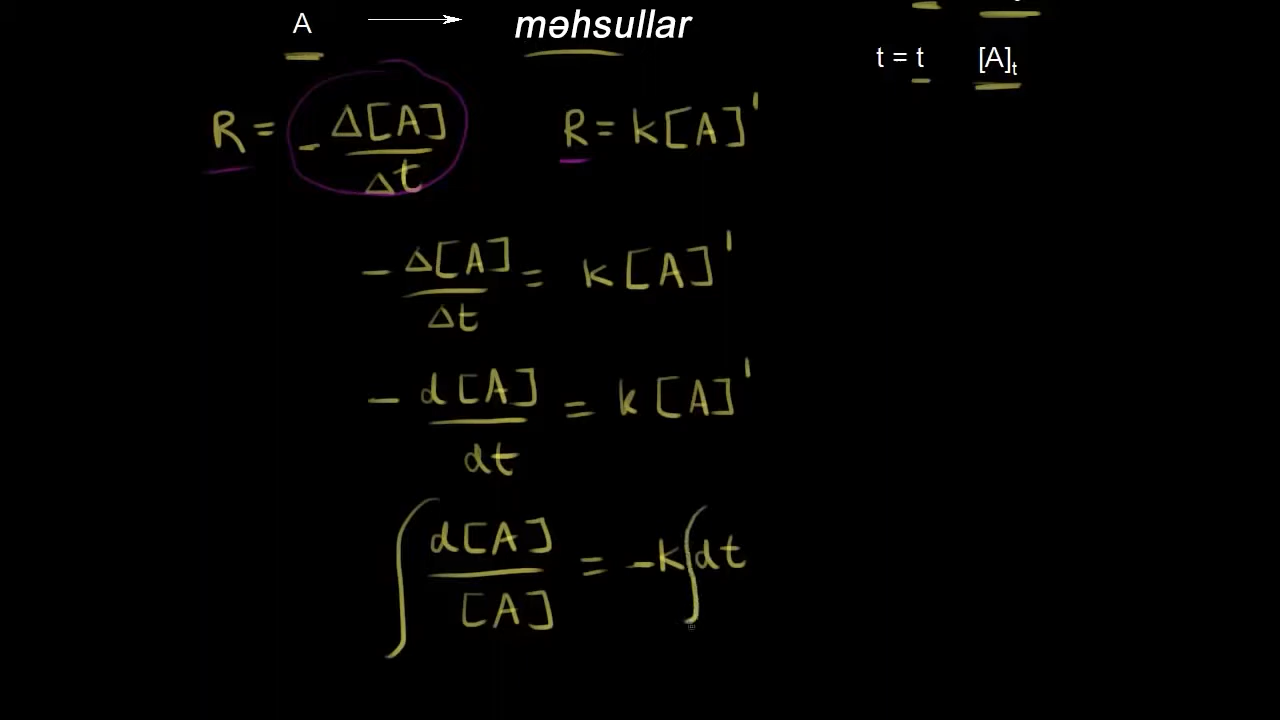 A → məhsullar
t = t [A]t
R = - Δ[A]/Δt R = k[A]¹
- Δ[A]/Δt = k[A]¹
- d[A]/dt = k[A]¹
∫ d[A]/[A] = -k∫dt